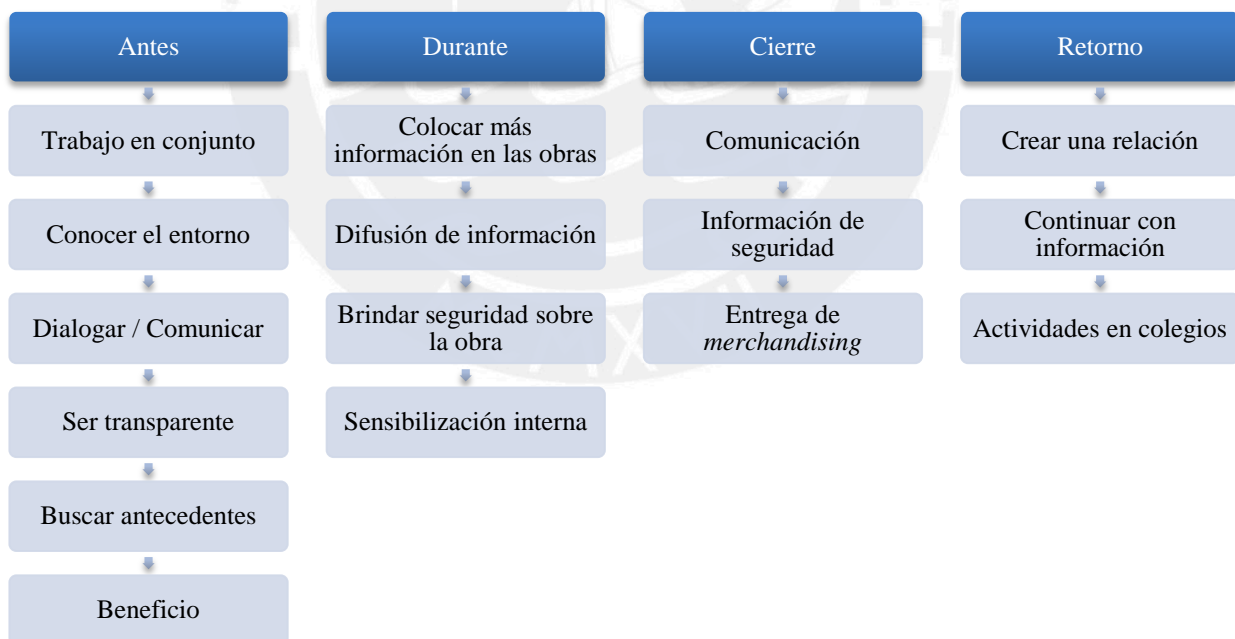 Antes
Trabajo en conjunto
Conocer el entorno
Dialogar / Comunicar
Ser transparente
Buscar antecedentes
Beneficio
Durante
Colocar más
información en las obras
Difusión de información
Brindar seguridad sobre
la obra
Sensibilización interna
Cierre
Comunicación
Información de
seguridad
Entrega de
merchandising
Retorno
Crear una relación
Continuar con
información
Actividades en colegios